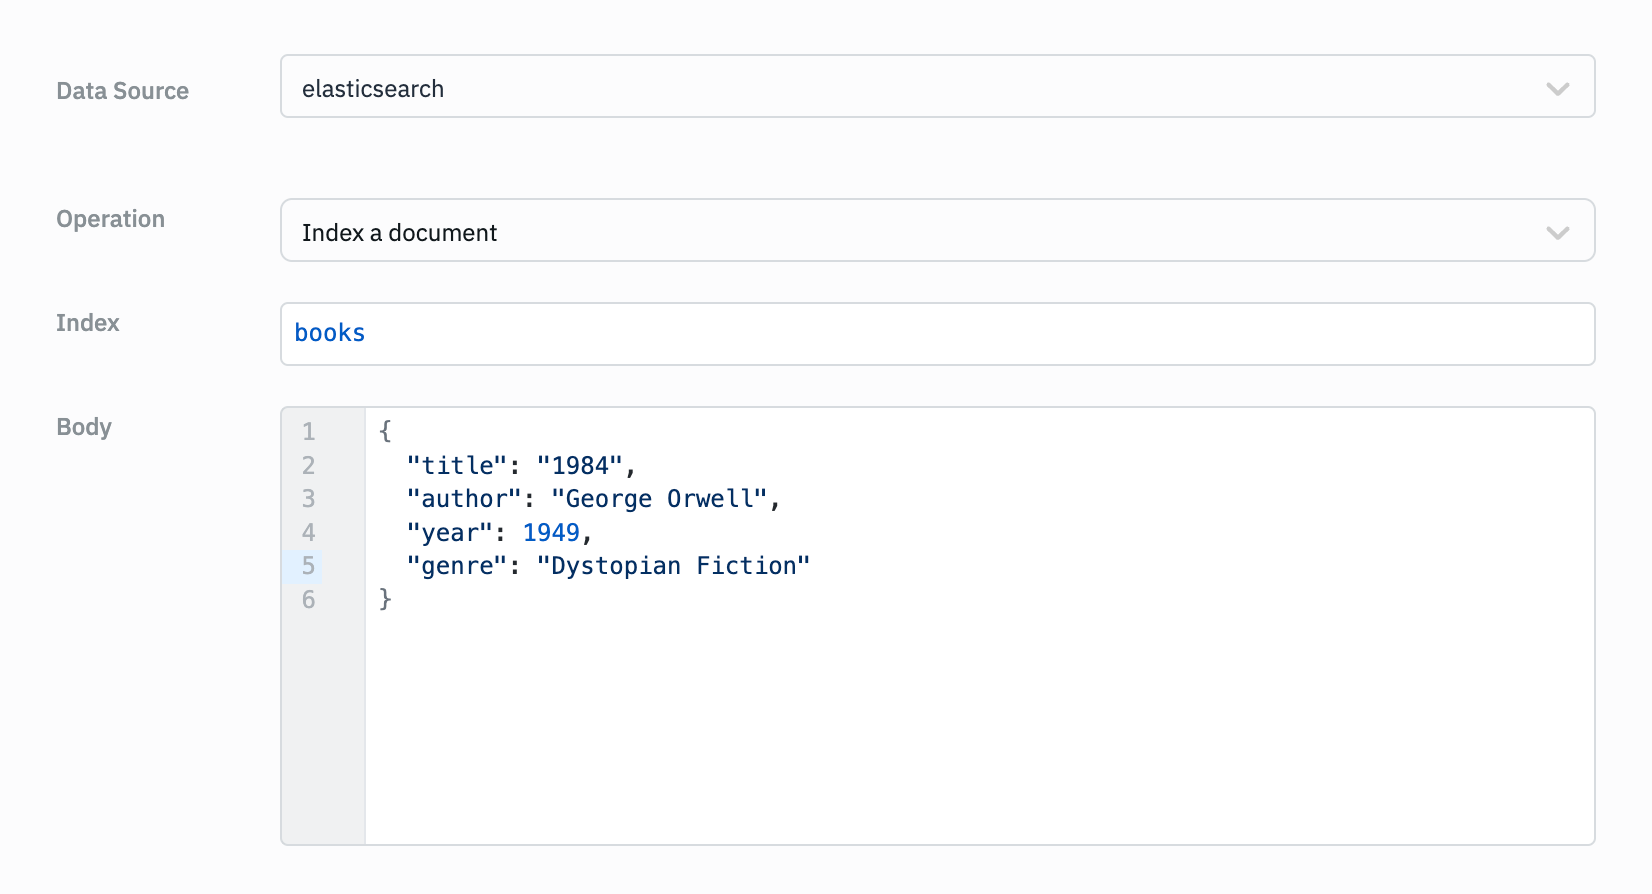 Data Source
elasticsearch
Operation
Index a document
Index
books
Body
1 {
2   "title": "1984",
3   "author": "George Orwell",
4   "year": 1949,
5   "genre": "Dystopian Fiction"
6 }